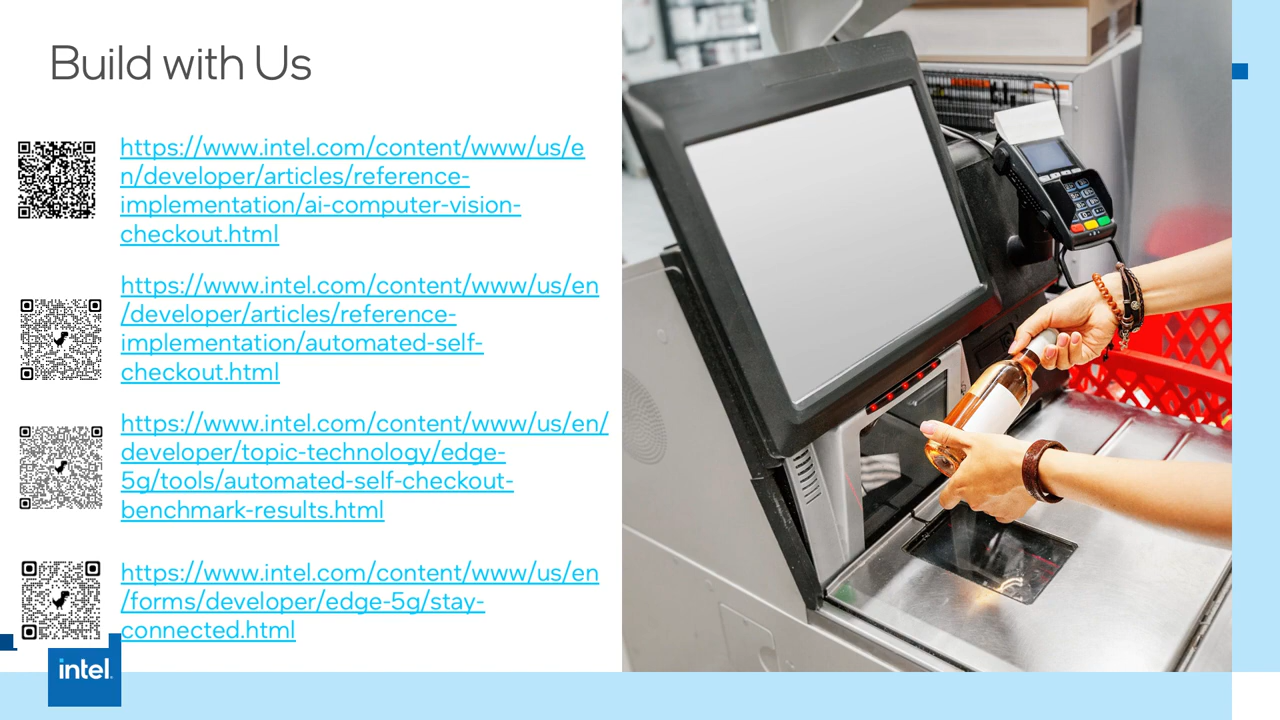 Build with Us
https://www.intel.com/content/www/us/e
n/developer/articles/reference-
implementation/ai-computer-vision-
checkout.html
https://www.intel.com/content/www/us/en
/developer/articles/reference-
implementation/automated-self-
checkout.html
https://www.intel.com/content/www/us/en/
developer/topic-technology/edge-
5g/tools/automated-self-checkout-
benchmark-results.html
https://www.intel.com/content/www/us/en
/forms/developer/edge-5g/stay-
connected.html
intel.